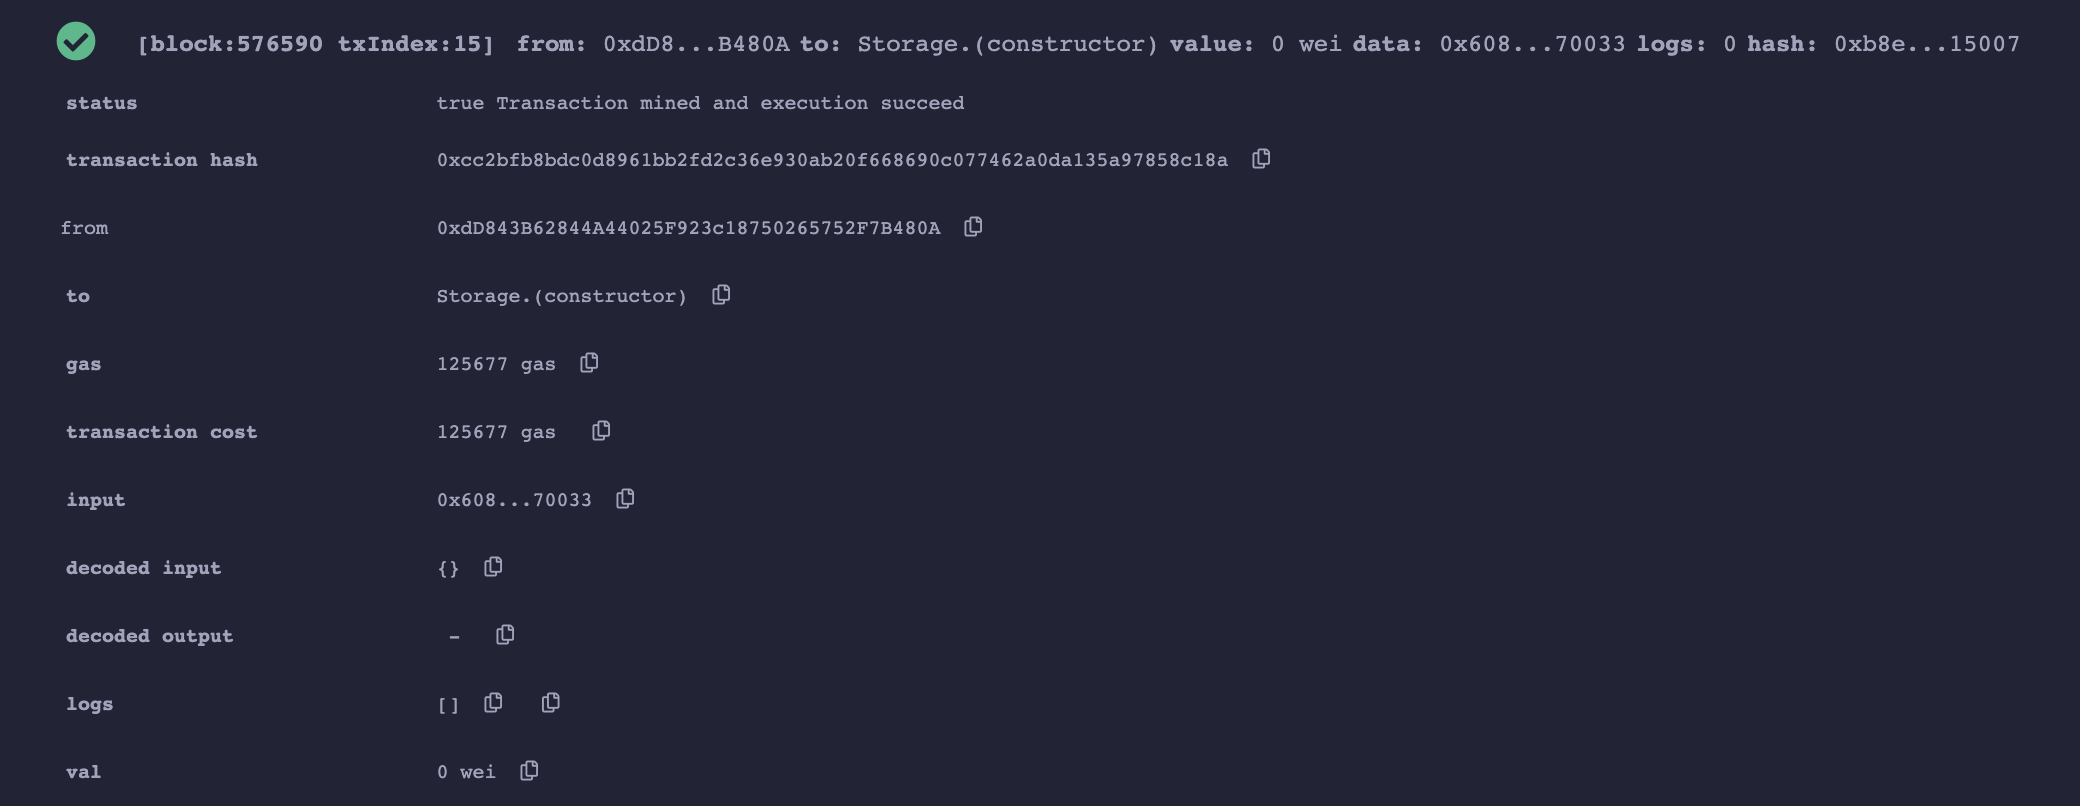 [block:576590 txIndex:15] from: 0xdD8...B480A to: Storage.(constructor) value: 0 wei data: 0x608...70033 logs: 0 hash: 0xb8e...15007
status true Transaction mined and execution succeed
transaction hash 0xcc2bfb8bdc0d8961bb2fd2c36e930ab20f668690c077462a0da135a97858c18a
from 0xdD843B62844A44025F923c18750265752F7B480A
to Storage.(constructor)
gas 125677 gas
transaction cost 125677 gas
input 0x608...70033
decoded input {}
decoded output -
logs []
val 0 wei